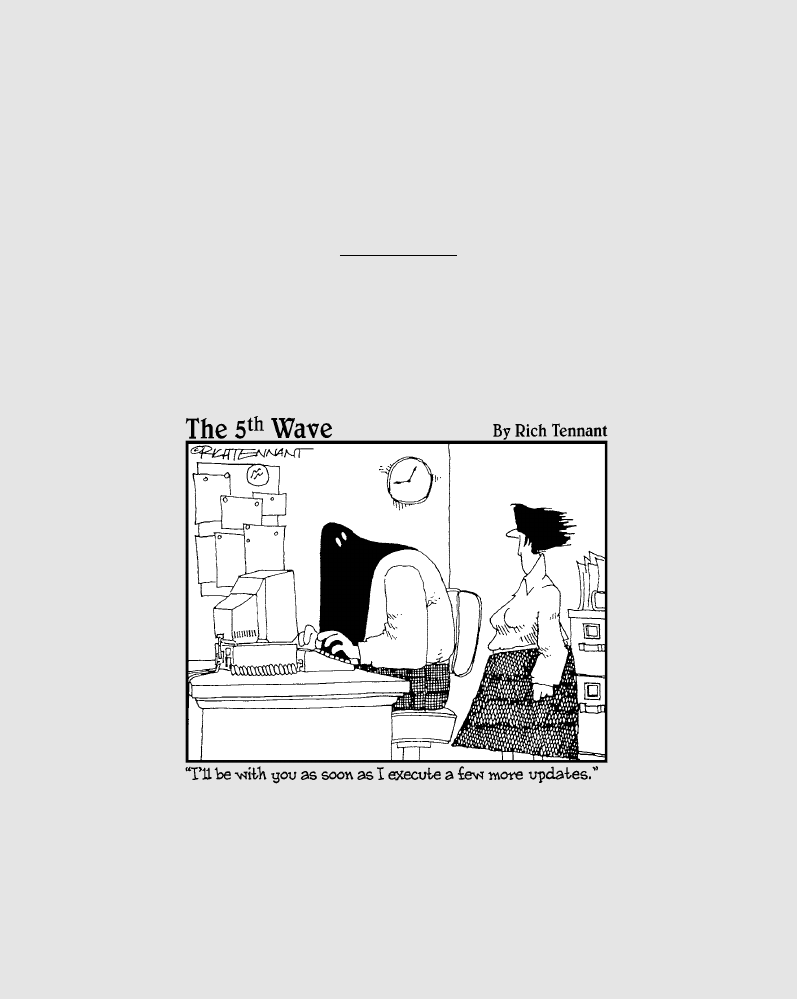 The 5th Wave
By Rich Tennant
©RICHTENNANT
"I'll be with you as soon as I execute a few more updates."